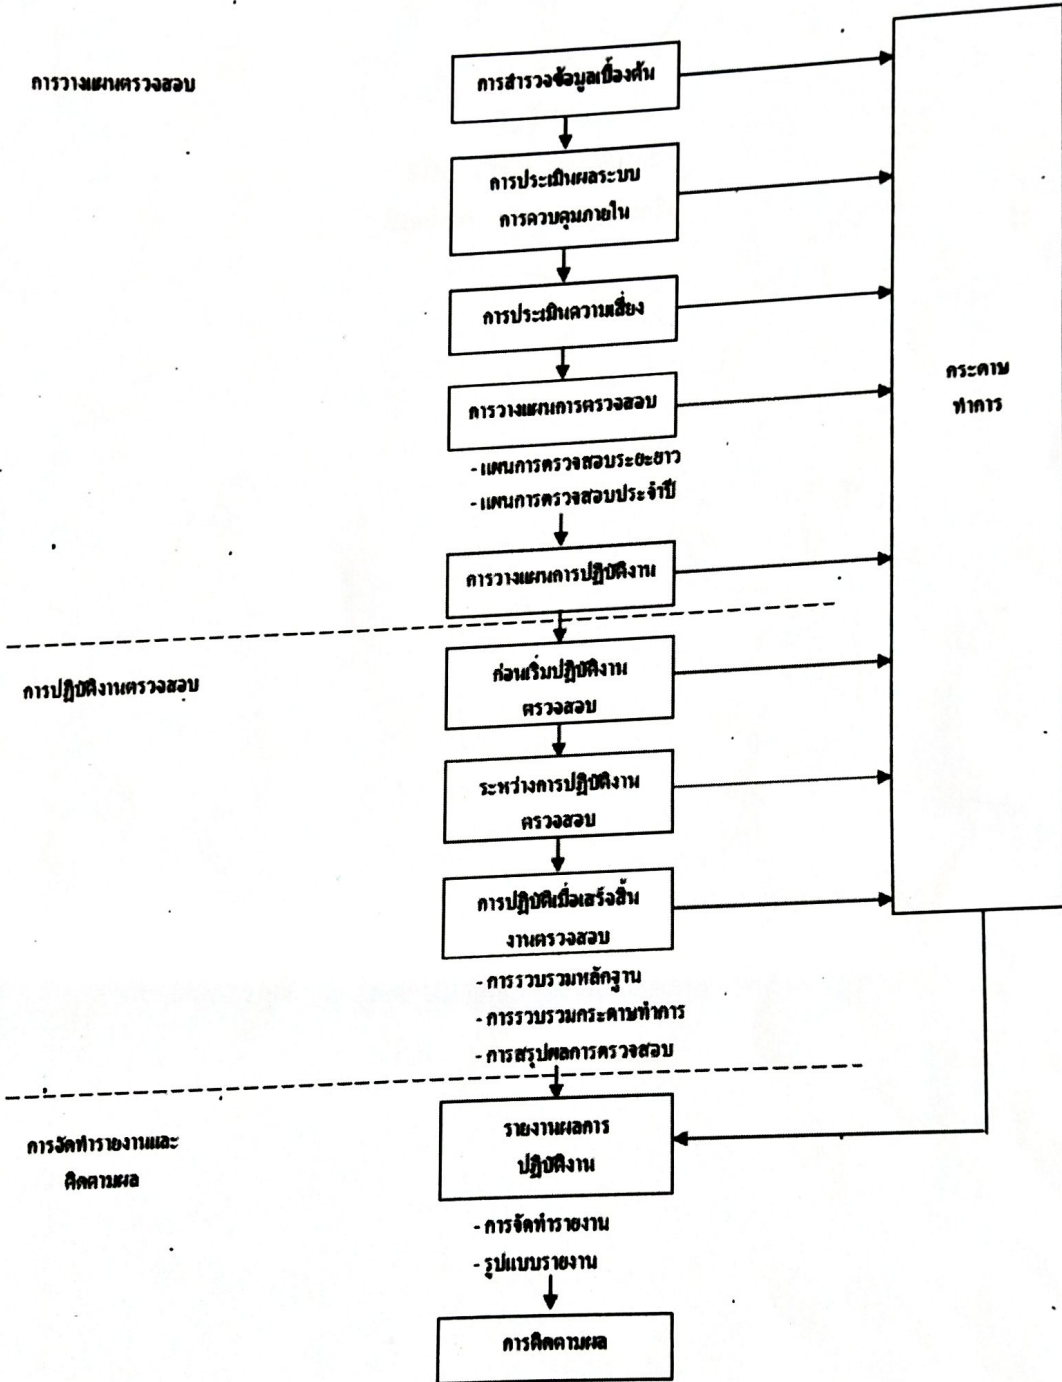 การวางแผนตรวจสอบ
การสำรวจข้อมูลเบื้องต้น
การประเมินผลระบบ
การควบคุมภายใน
การประเมินความเสี่ยง
การวางแผนการตรวจสอบ
- แผนการตรวจสอบระยะยาว
- แผนการตรวจสอบประจำปี
การวางแผนการปฏิบัติงาน
กระดาษ
ทำการ
การปฏิบัติงานตรวจสอบ
ก่อนเริ่มปฏิบัติงาน
ตรวจสอบ
ระหว่างการปฏิบัติงาน
ตรวจสอบ
การปฏิบัติเมื่อเสร็จสิ้น
งานตรวจสอบ
- การรวบรวมหลักฐาน
- การรวบรวมกระดาษทำการ
- การสรุปผลการตรวจสอบ
การจัดทำรายงานและ
ติดตามผล
รายงานผลการ
ปฏิบัติงาน
- การจัดทำรายงาน
- รูปแบบรายงาน
การติดตามผล